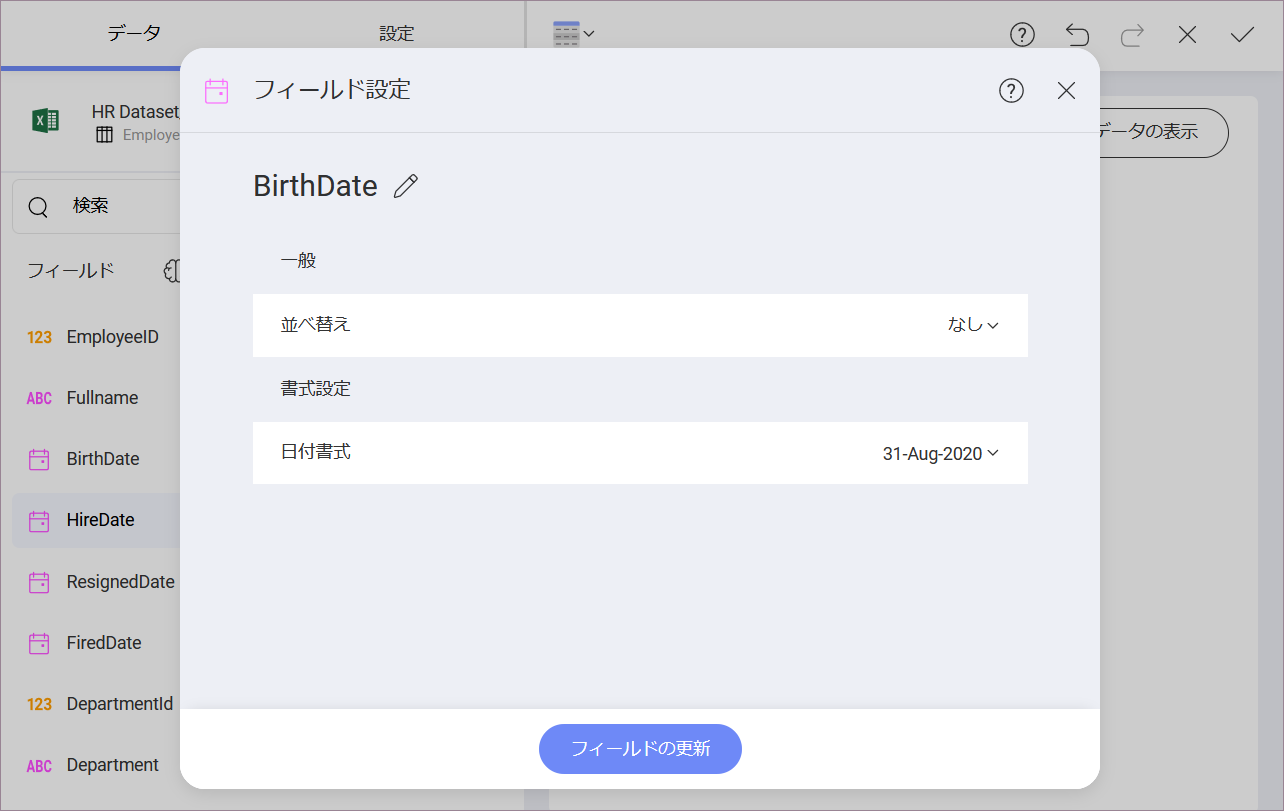 データ
設定
フィールド設定
HR Dataset
Employe
データの表示
BirthDate
検索
一般
フィールド
並べ替え
なし
123 EmployeeID
書式設定
ABC Fullname
日付書式
31-Aug-2020
BirthDate
HireDate
ResignedDate
FiredDate
123 DepartmentId
フィールドの更新
ABC Department